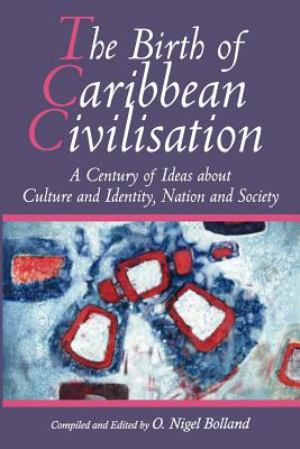 The Birth of
Caribbean
Civilisation
A Century of Ideas about
Culture and Identity, Nation and Society
Compiled and Edited by O. Nigel Bolland